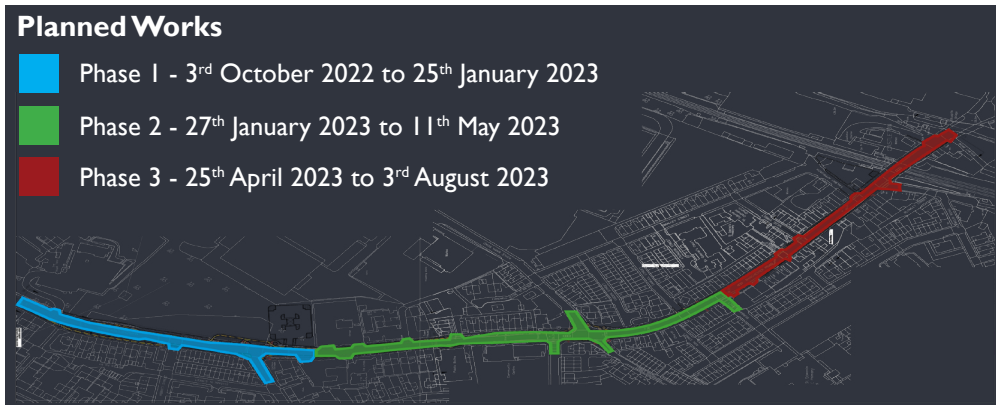 Planned Works
Phase 1 - 3rd October 2022 to 25th January 2023
Phase 2 - 27th January 2023 to 11th May 2023
Phase 3 - 25th April 2023 to 3rd August 2023